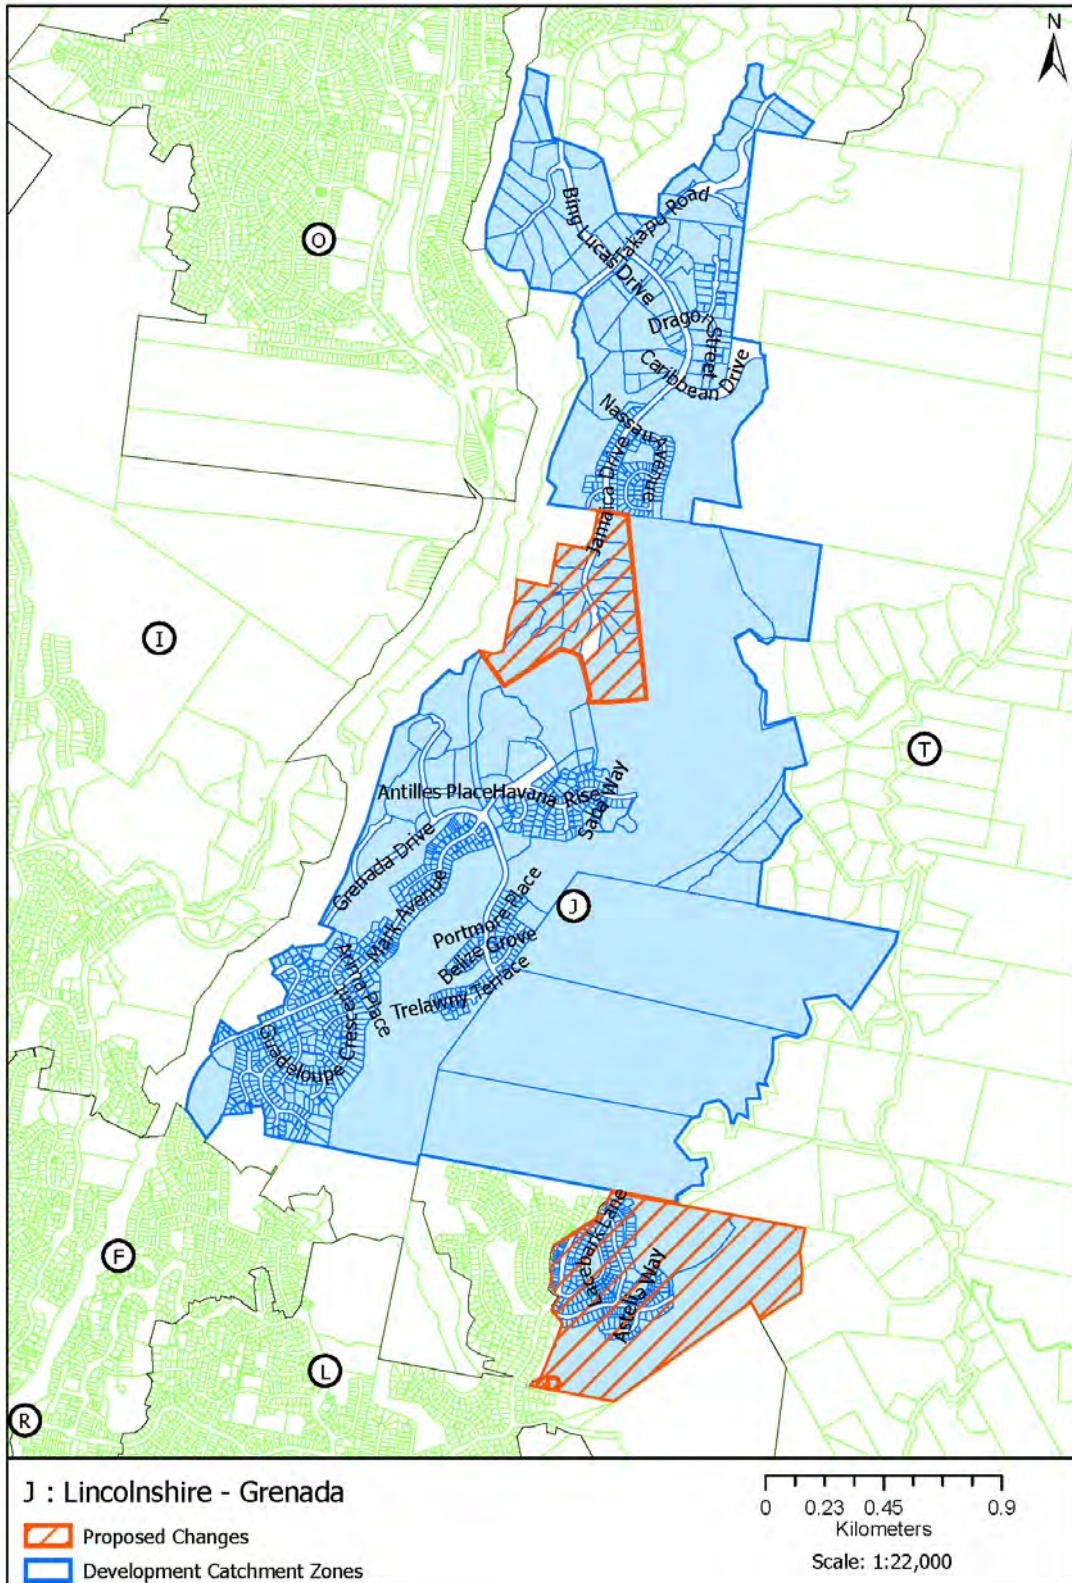 N
O
Bing Lucas Drive
Takapu Road
Dragon Street
Caribbean Drive
Nassau Avenue
Jamaica Drive
I
T
Antilles Place
Havana Rise
Saba Way
Grenada Drive
Mark Avenue
Portmore Place
J
Belize Grove
Arima Place
Trelawny Terrace
Guadeloupe Crescent
Lacebark Lane
F
Astelia Way
L
R
J : Lincolnshire - Grenada
Proposed Changes
Development Catchment Zones
0 0.23 0.45 0.9
Kilometers
Scale: 1:22,000